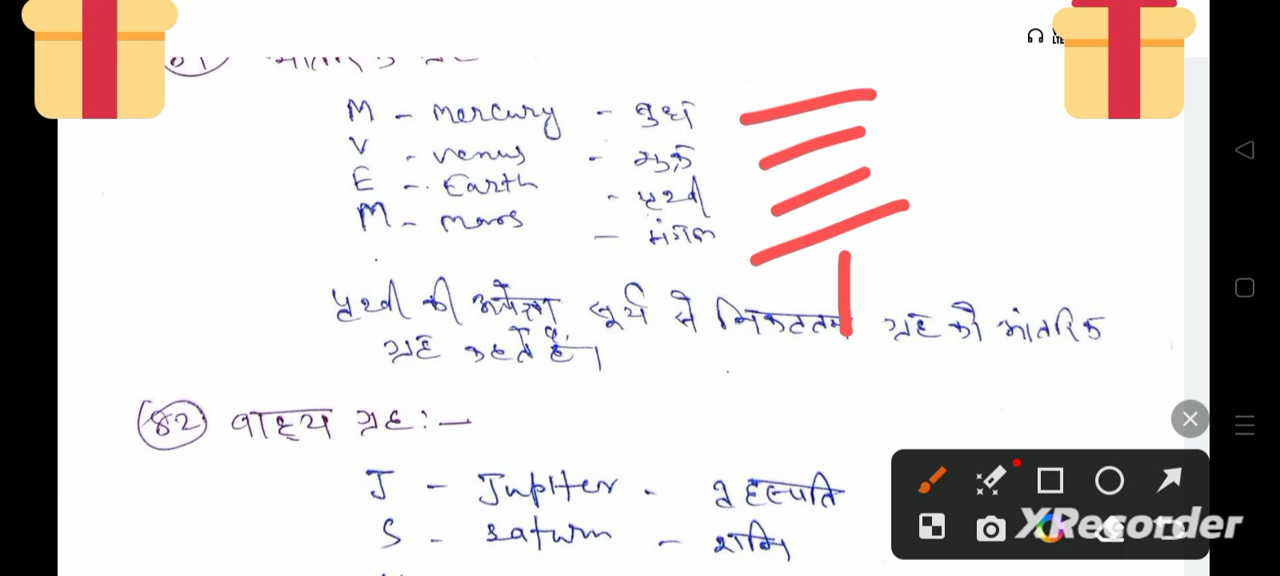 M - mercury - बुध
V - venus - शुक्र
E - Earth - पृथ्वी
M - mars - मंगल
पृथ्वी की अपेक्षा सूर्य से निकटतम ग्रह को आंतरिक
ग्रह कहते हैं।
82 वाह्य ग्रह :-
J - Jupiter - वृहस्पति
S - saturn - शनि
XRecorder